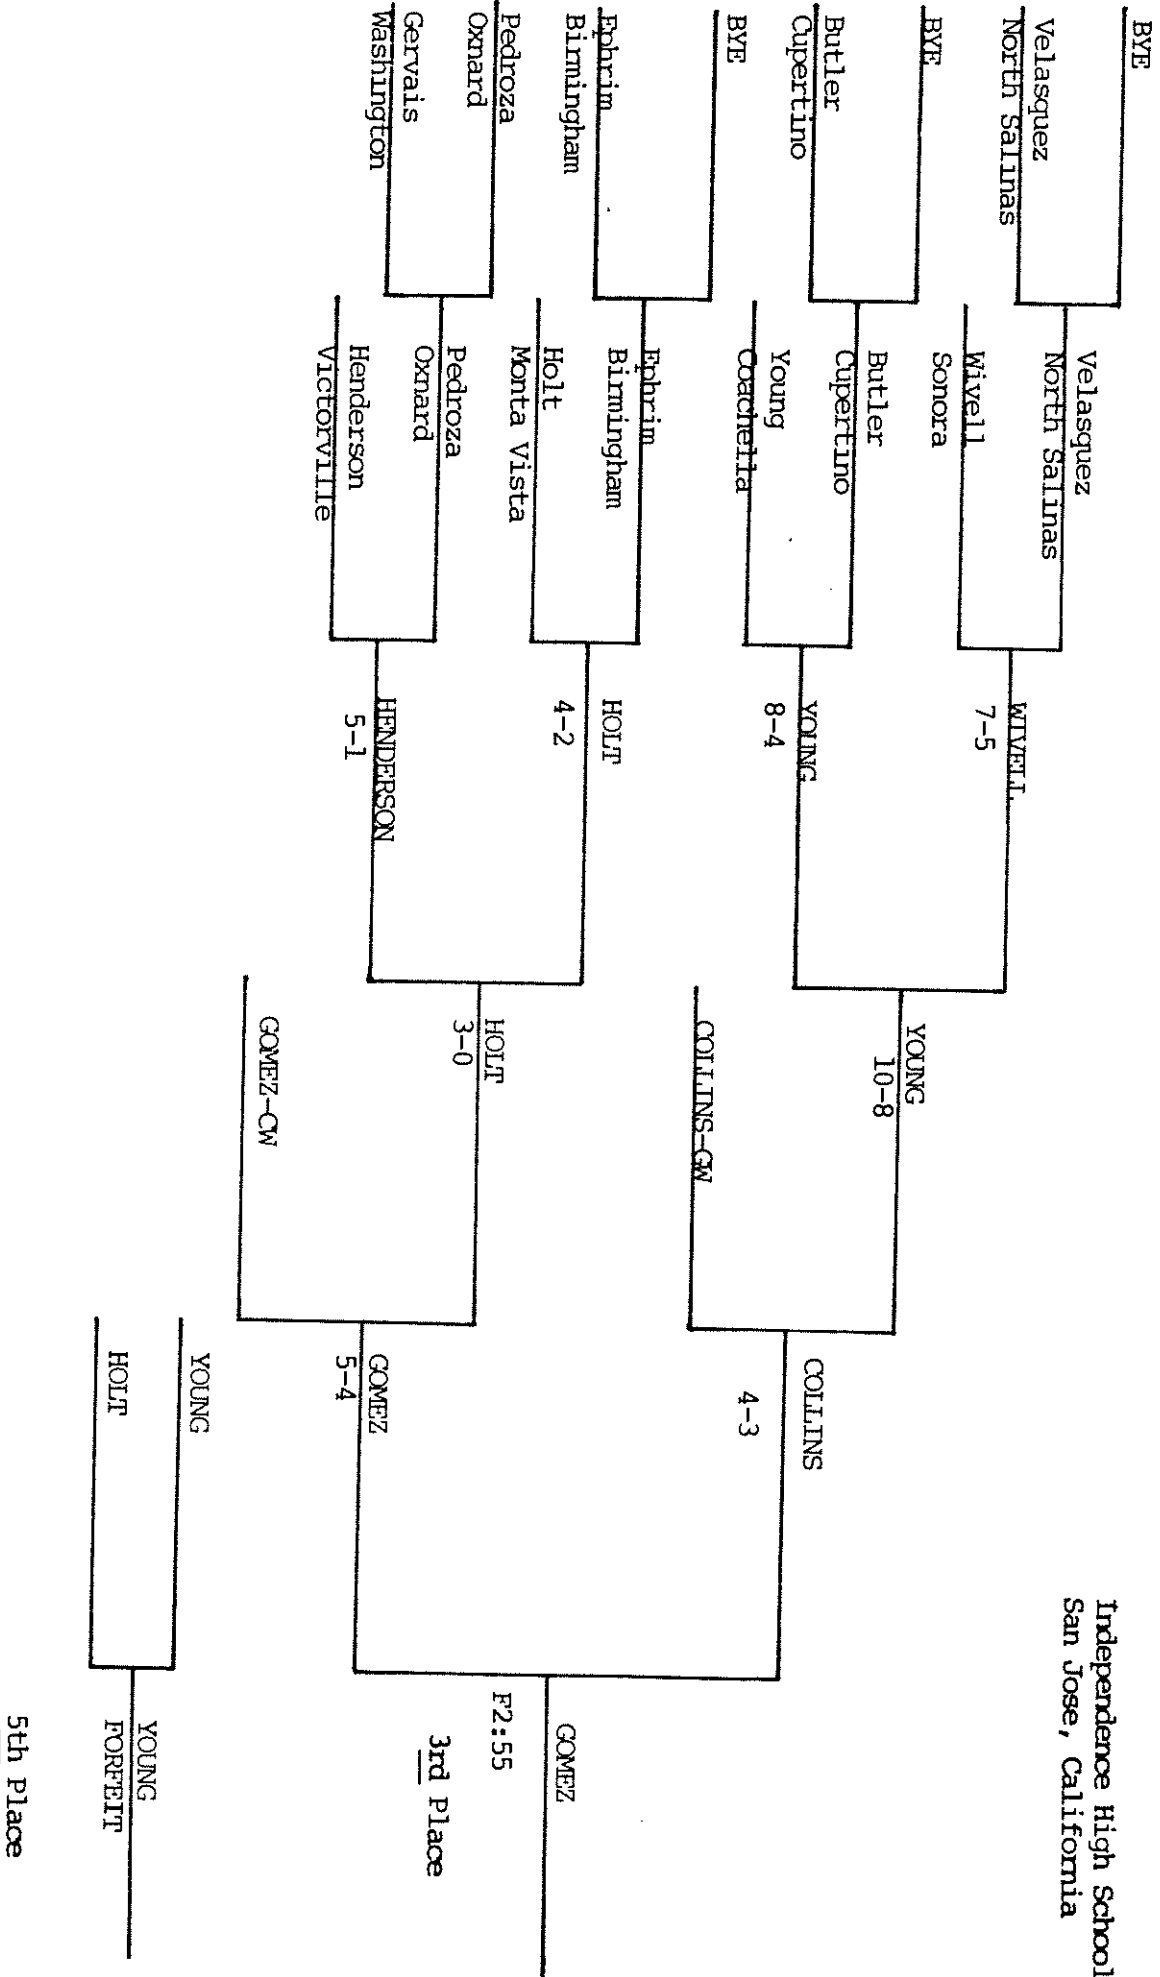 Independence High School
San Jose, California
BYE
Velasquez
North Salinas
BYE
Butler
Cupertino
BYE
Ephrim
Birmingham
Pedroza
Oxnard
Gervais
Washington
Velasquez
North Salinas
Wivell
Sonora
Butler
Cupertino
Young
Coachella
Ephrim
Birmingham
Holt
Monta Vista
Pedroza
Oxnard
Henderson
Victorville
WIVELL
7-5
YOUNG
8-4
HOLT
4-2
HENDERSON
5-1
YOUNG
10-8
COLLINS-GW
HOLT
3-0
GOMEZ-CW
COLLINS
4-3
GOMEZ
5-4
GOMEZ
F2:55
3rd Place
YOUNG
HOLT
YOUNG
FORFEIT
5th Place